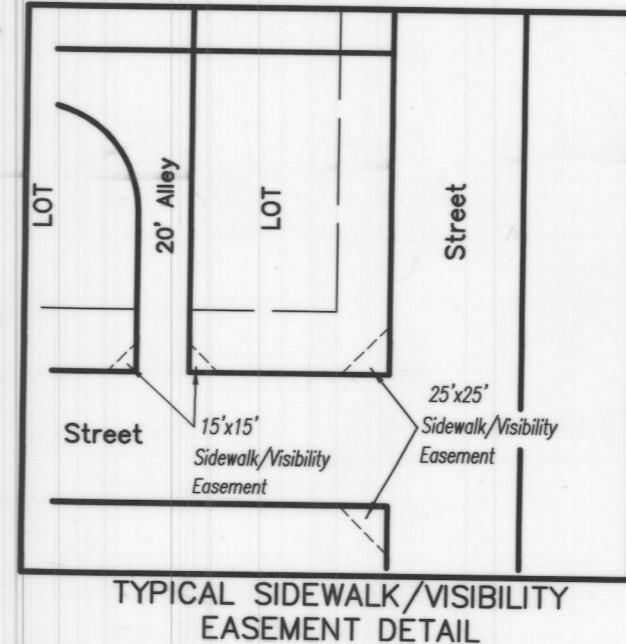 LOT
20' Alley
LOT
Street
Street
15'x15'
Sidewalk/Visibility
Easement
25'x25'
Sidewalk/Visibility
Easement
TYPICAL SIDEWALK/VISIBILITY
EASEMENT DETAIL